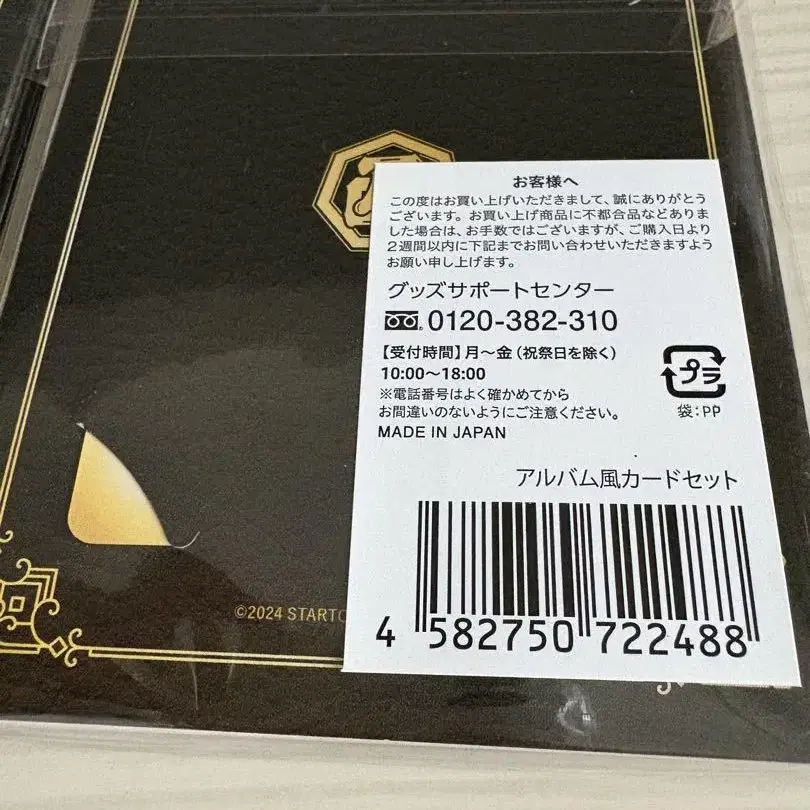 お客様へ
この度はお買い上げいただきまして、誠にありがとう
ございます。お買い上げ商品に不都合品などありま
した場合は、お手数ではございますが、ご購入日より
2週間以内に下記までお問い合わせいただきますよう
お願い申し上げます。
グッズサポートセンター
0120-382-310
【受付時間】月〜金(祝祭日を除く)
10:00〜18:00
※電話番号はよく確かめてから
お間違いのないようにご注意ください。
MADE IN JAPAN
プラ
袋:PP
アルバム風カードセット
©2024 STARTO
4 582750 722488